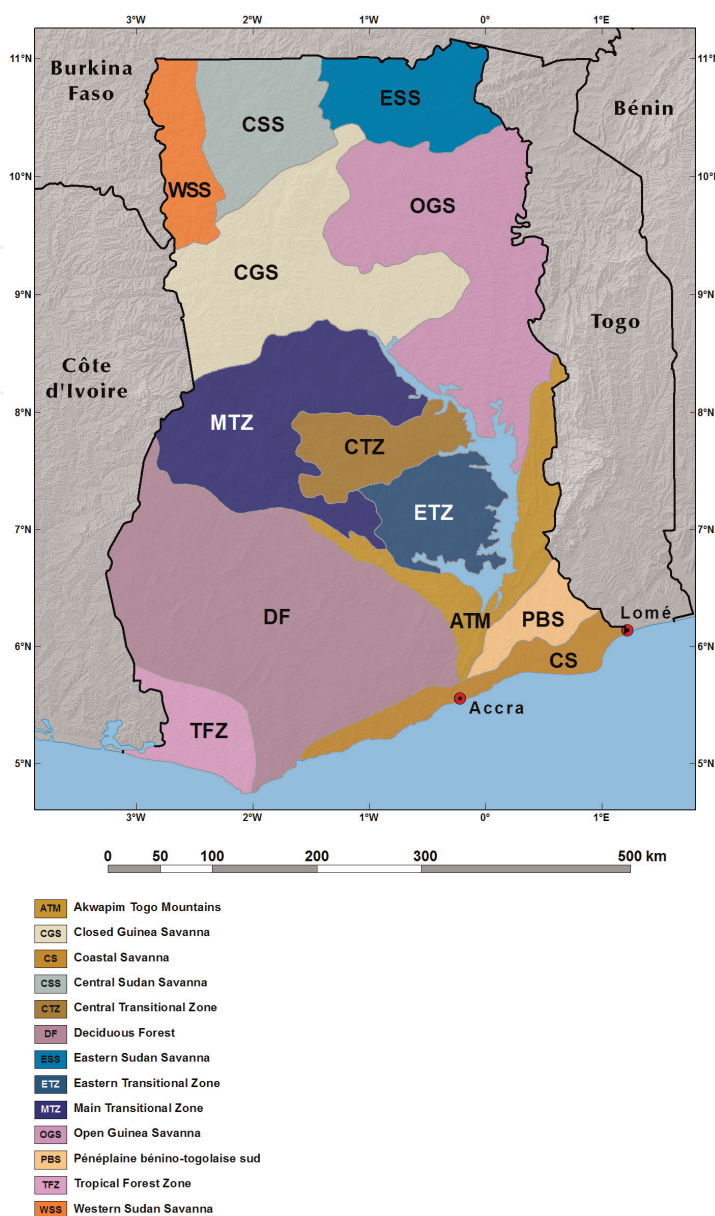 3°W 2°W 1°W 0° 1°E
11°N 11°N
Burkina
Faso
ESS
Bénin
CSS
10°N 10°N
WSS
OGS
CGS
9°N 9°N
Togo
Côte
d'Ivoire
8°N 8°N
MTZ
CTZ
ETZ
7°N 7°N
DF
ATM
PBS
Lomé
6°N 6°N
CS
Accra
TFZ
5°N 5°N
3°W 2°W 1°W 0° 1°E
0 50 100 200 300 500 km
ATM Akwapim Togo Mountains
CGS Closed Guinea Savanna
CS Coastal Savanna
CSS Central Sudan Savanna
CTZ Central Transitional Zone
DF Deciduous Forest
ESS Eastern Sudan Savanna
ETZ Eastern Transitional Zone
MTZ Main Transitional Zone
OGS Open Guinea Savanna
PBS Pénéplaine bénino-togolaise sud
TFZ Tropical Forest Zone
WSS Western Sudan Savanna